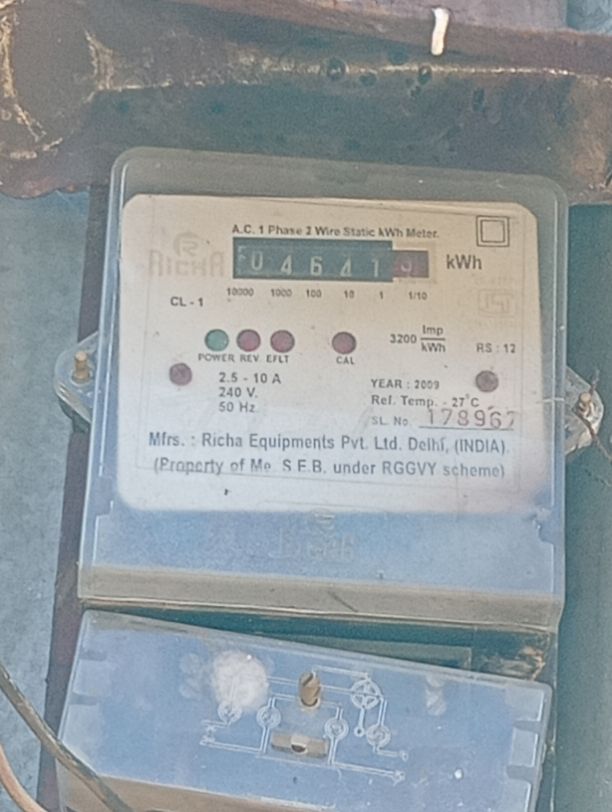 A.C. 1 Phase 2 Wire Static kWh Meter.
RICHA
046419 kWh
10000 1000 100 10 1 1/10
CL - 1
3200 Imp
kWh
RS : 12
POWER REV. EFLT CAL
2.5 - 10 A
240 V.
50 Hz.
YEAR : 2009
Ref. Temp. - 27°C
SL. No. 178967
Mfrs. : Richa Equipments Pvt. Ltd. Delhi, (INDIA)
(Property of Me. S.E.B. under RGGVY scheme)